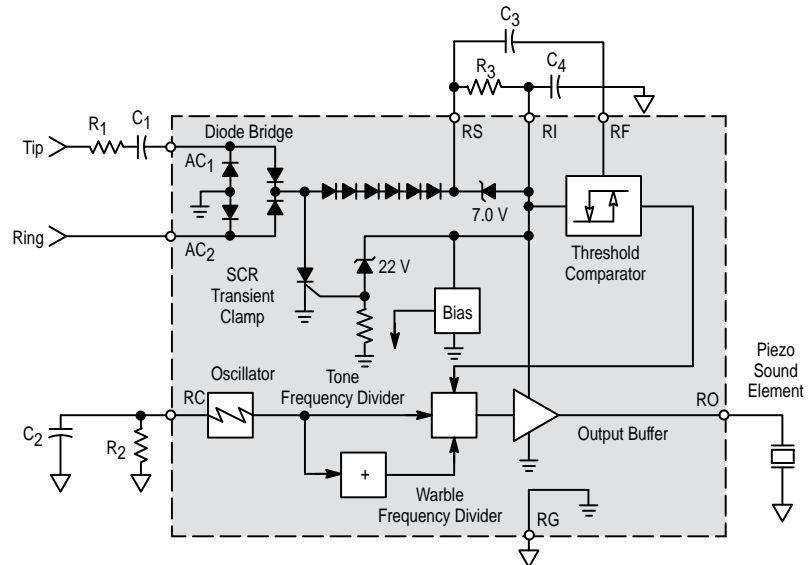 C3
R3
C4
R1
C1
Diode Bridge
RS
RI
RF
Tip
AC1
7.0 V
Ring
AC2
Threshold
Comparator
SCR
Transient
Clamp
22 V
Bias
Piezo
Sound
Element
RC
Oscillator
Tone
Frequency Divider
RO
C2
R2
Output Buffer
+
Warble
Frequency Divider
RG